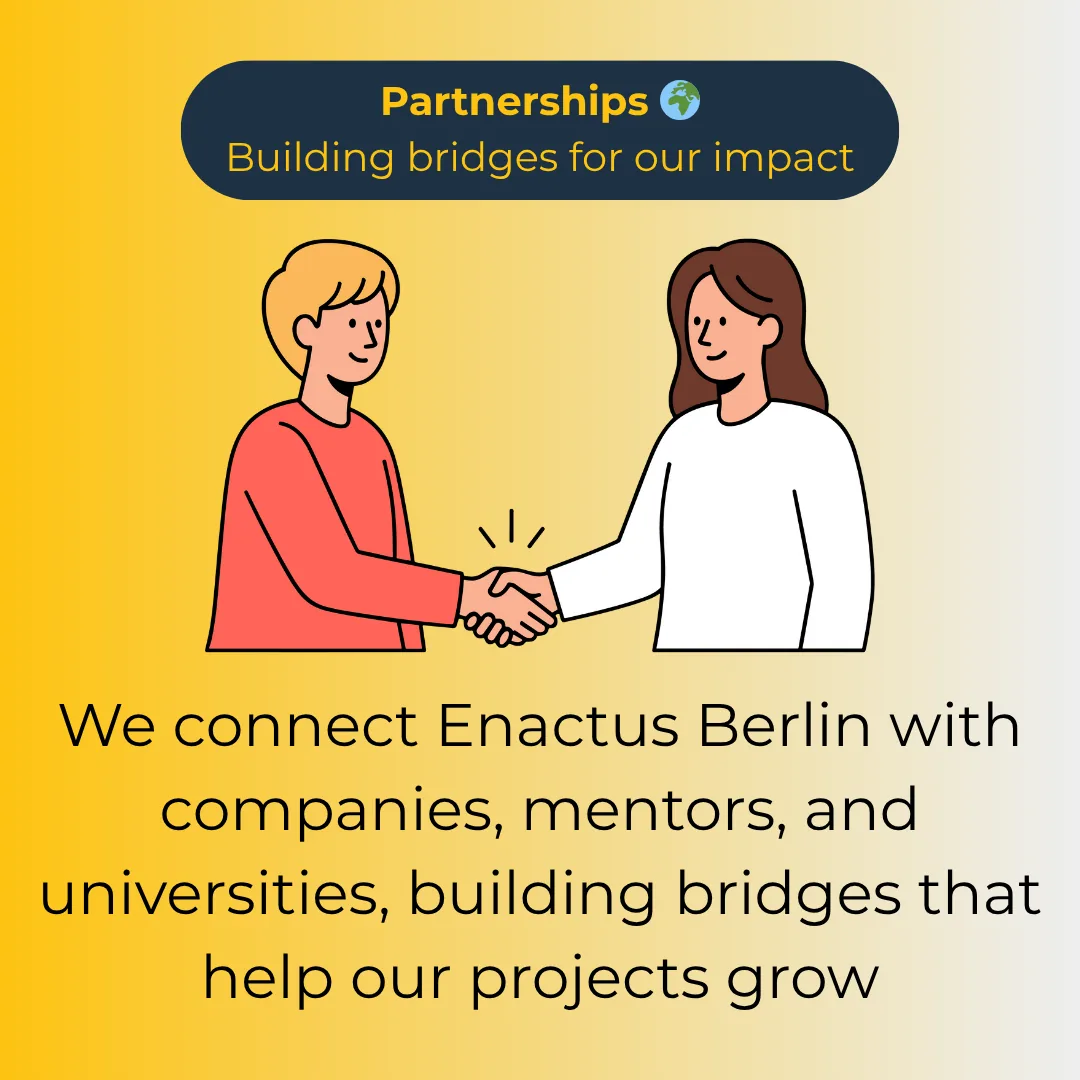 Partnerships 🌍
Building bridges for our impact
We connect Enactus Berlin with
companies, mentors, and
universities, building bridges that
help our projects grow